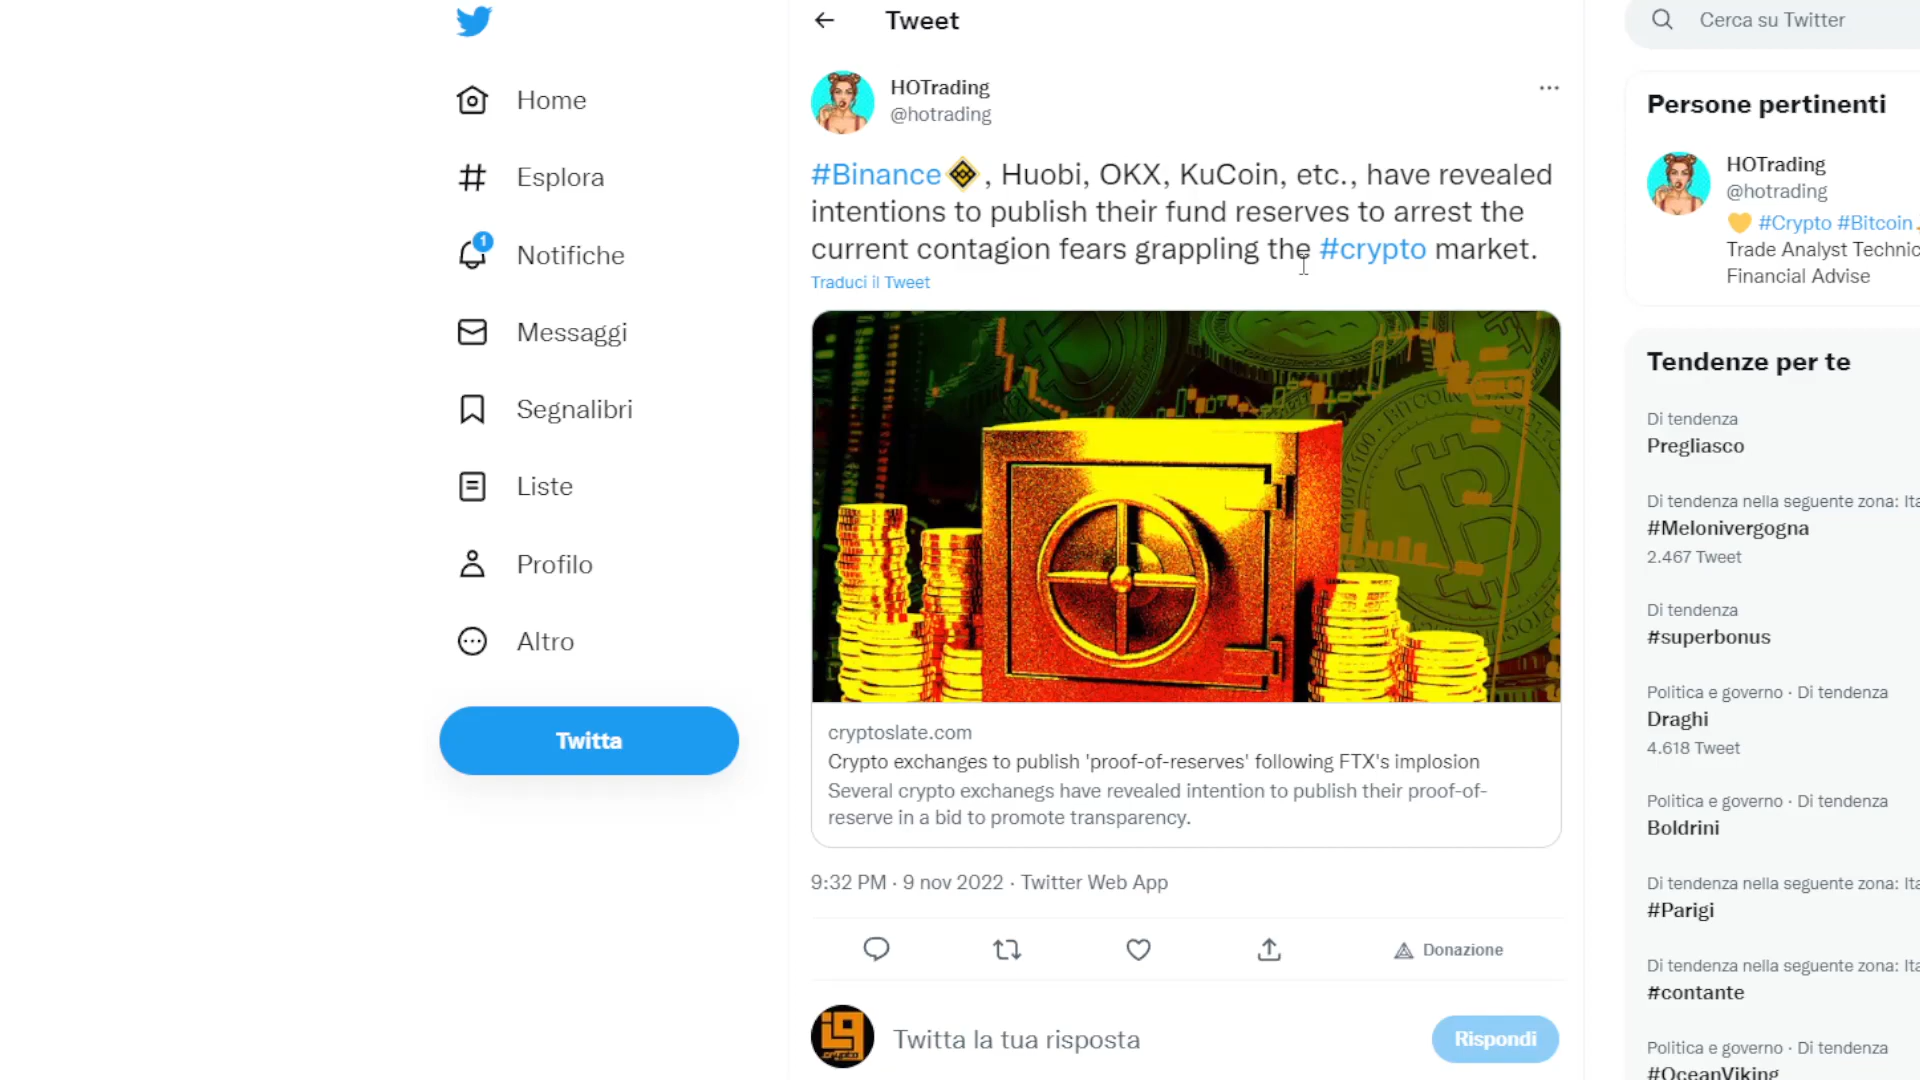 Tweet
Cerca su Twitter
Home
Esplora
1
Notifiche
Messaggi
Segnalibri
Liste
Profilo
Altro
Twitta
HOTrading
@hotrading
#Binance, Huobi, OKX, KuCoin, etc., have revealed
intentions to publish their fund reserves to arrest the
current contagion fears grappling the #crypto market.
Traduci il Tweet
BITCOIN
cryptoslate.com
Crypto exchanges to publish 'proof-of-reserves' following FTX's implosion
Several crypto exchanegs have revealed intention to publish their proof-of-
reserve in a bid to promote transparency.
9:32 PM · 9 nov 2022 · Twitter Web App
Donazione
Twitta la tua risposta
Rispondi
Persone pertinenti
HOTrading
@hotrading
#Crypto #Bitcoin
Trade Analyst Technic
Financial Advise
Tendenze per te
Di tendenza
Pregliasco
Di tendenza nella seguente zona: Ita
#Melonivergogna
2.467 Tweet
Di tendenza
#superbonus
Politica e governo · Di tendenza
Draghi
4.618 Tweet
Politica e governo · Di tendenza
Boldrini
Di tendenza nella seguente zona: Ita
#Parigi
Di tendenza nella seguente zona: Ita
#contante
Politica e governo · Di tendenza
#OceanViking